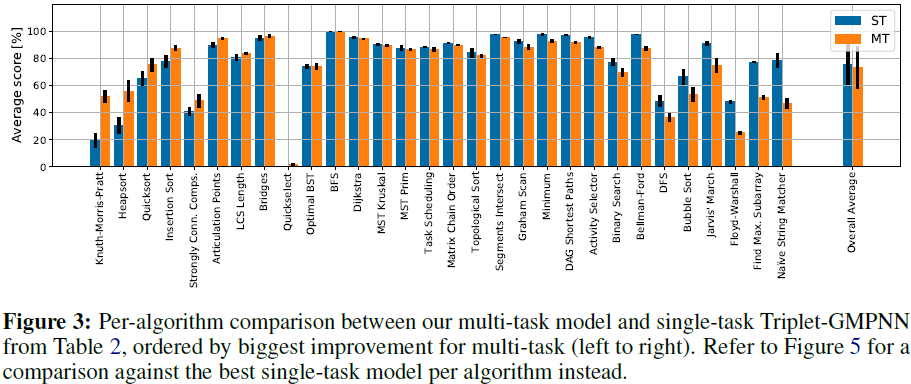 ST
MT
Average score [%]
100
80
60
40
20
0
Knuth-Morris-Pratt
Heapsort
Quicksort
Insertion Sort
Strongly Conn. Comps.
Articulation Points
LCS Length
Bridges
Quickselect
Optimal BST
BFS
Dijkstra
MST Kruskal
MST Prim
Task Scheduling
Matrix Chain Order
Topological Sort
Segments Intersect
Graham Scan
Minimum
DAG Shortest Paths
Activity Selector
Binary Search
Bellman-Ford
DFS
Bubble Sort
Jarvis' March
Floyd-Warshall
Find Max. Subarray
Naïve String Matcher
Overall Average
Figure 3: Per-algorithm comparison between our multi-task model and single-task Triplet-GMPNN
from Table 2, ordered by biggest improvement for multi-task (left to right). Refer to Figure 5 for a
comparison against the best single-task model per algorithm instead.